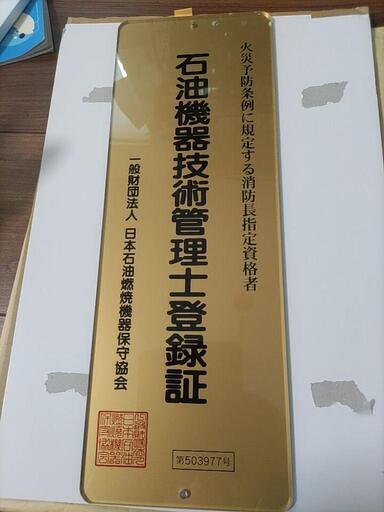 火災予防条例に規定する消防長指定資格者
石油機器技術管理士登録証
一般財団法人 日本石油燃焼機器保守協会
第503977号